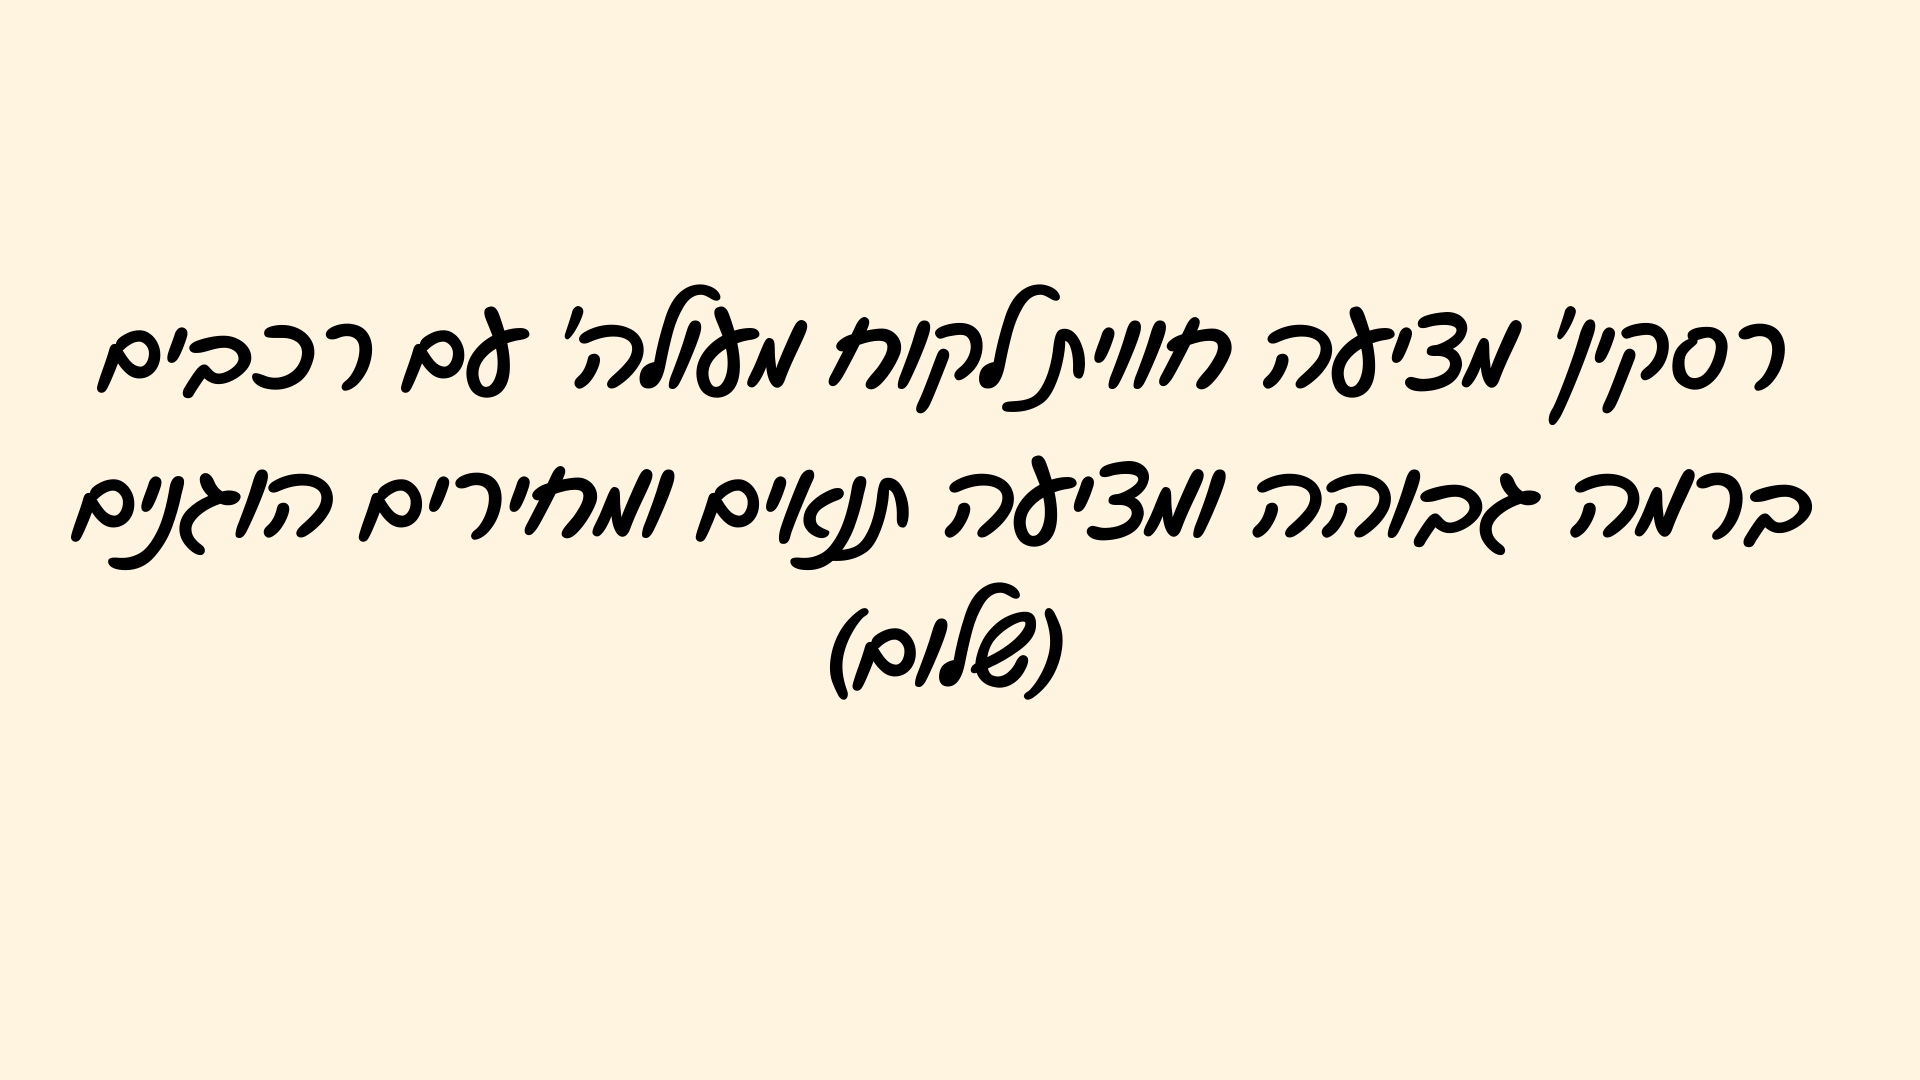 רסקין' מציעה חווית לקוח מעולה' עם רכבים
ברמה גבוהה ומציעה תנאים ומחירים הוגנים
(שלום)